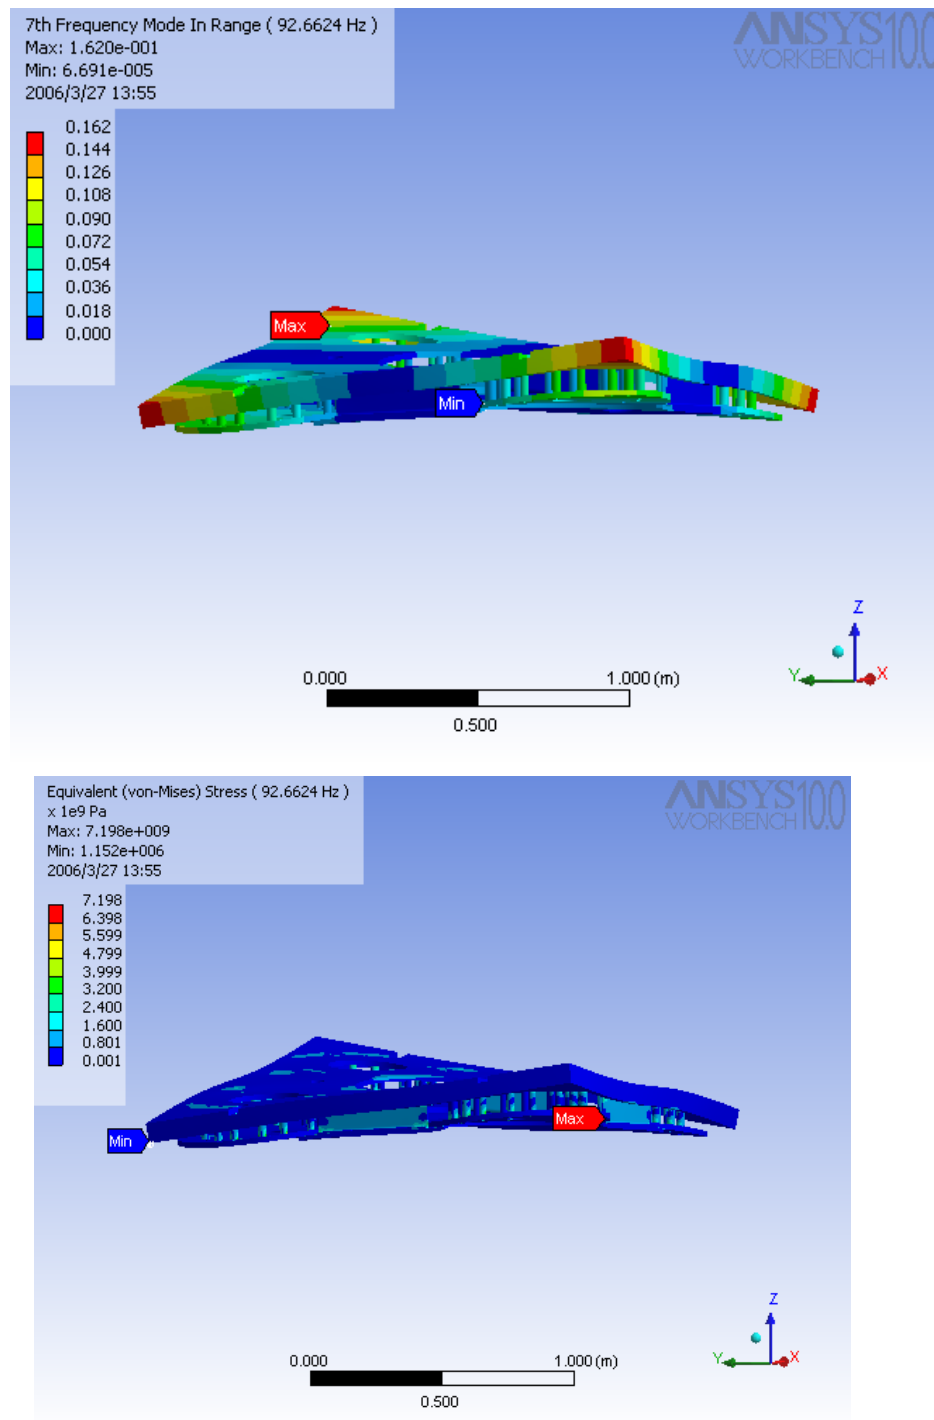 7th Frequency Mode In Range ( 92.6624 Hz )
Max: 1.620e-001
Min: 6.691e-005
2006/3/27 13:55
ANSYS 10.0
WORKBENCH
0.162
0.144
0.126
0.108
0.090
0.072
0.054
0.036
0.018
0.000
Max
Min
Z
Y
X
0.000
1.000 (m)
0.500
Equivalent (von-Mises) Stress ( 92.6624 Hz )
x 1e9 Pa
Max: 7.198e+009
Min: 1.152e+006
2006/3/27 13:55
ANSYS 10.0
WORKBENCH
7.198
6.398
5.599
4.799
3.999
3.200
2.400
1.600
0.801
0.001
Max
Min
Z
Y
X
0.000
1.000 (m)
0.500